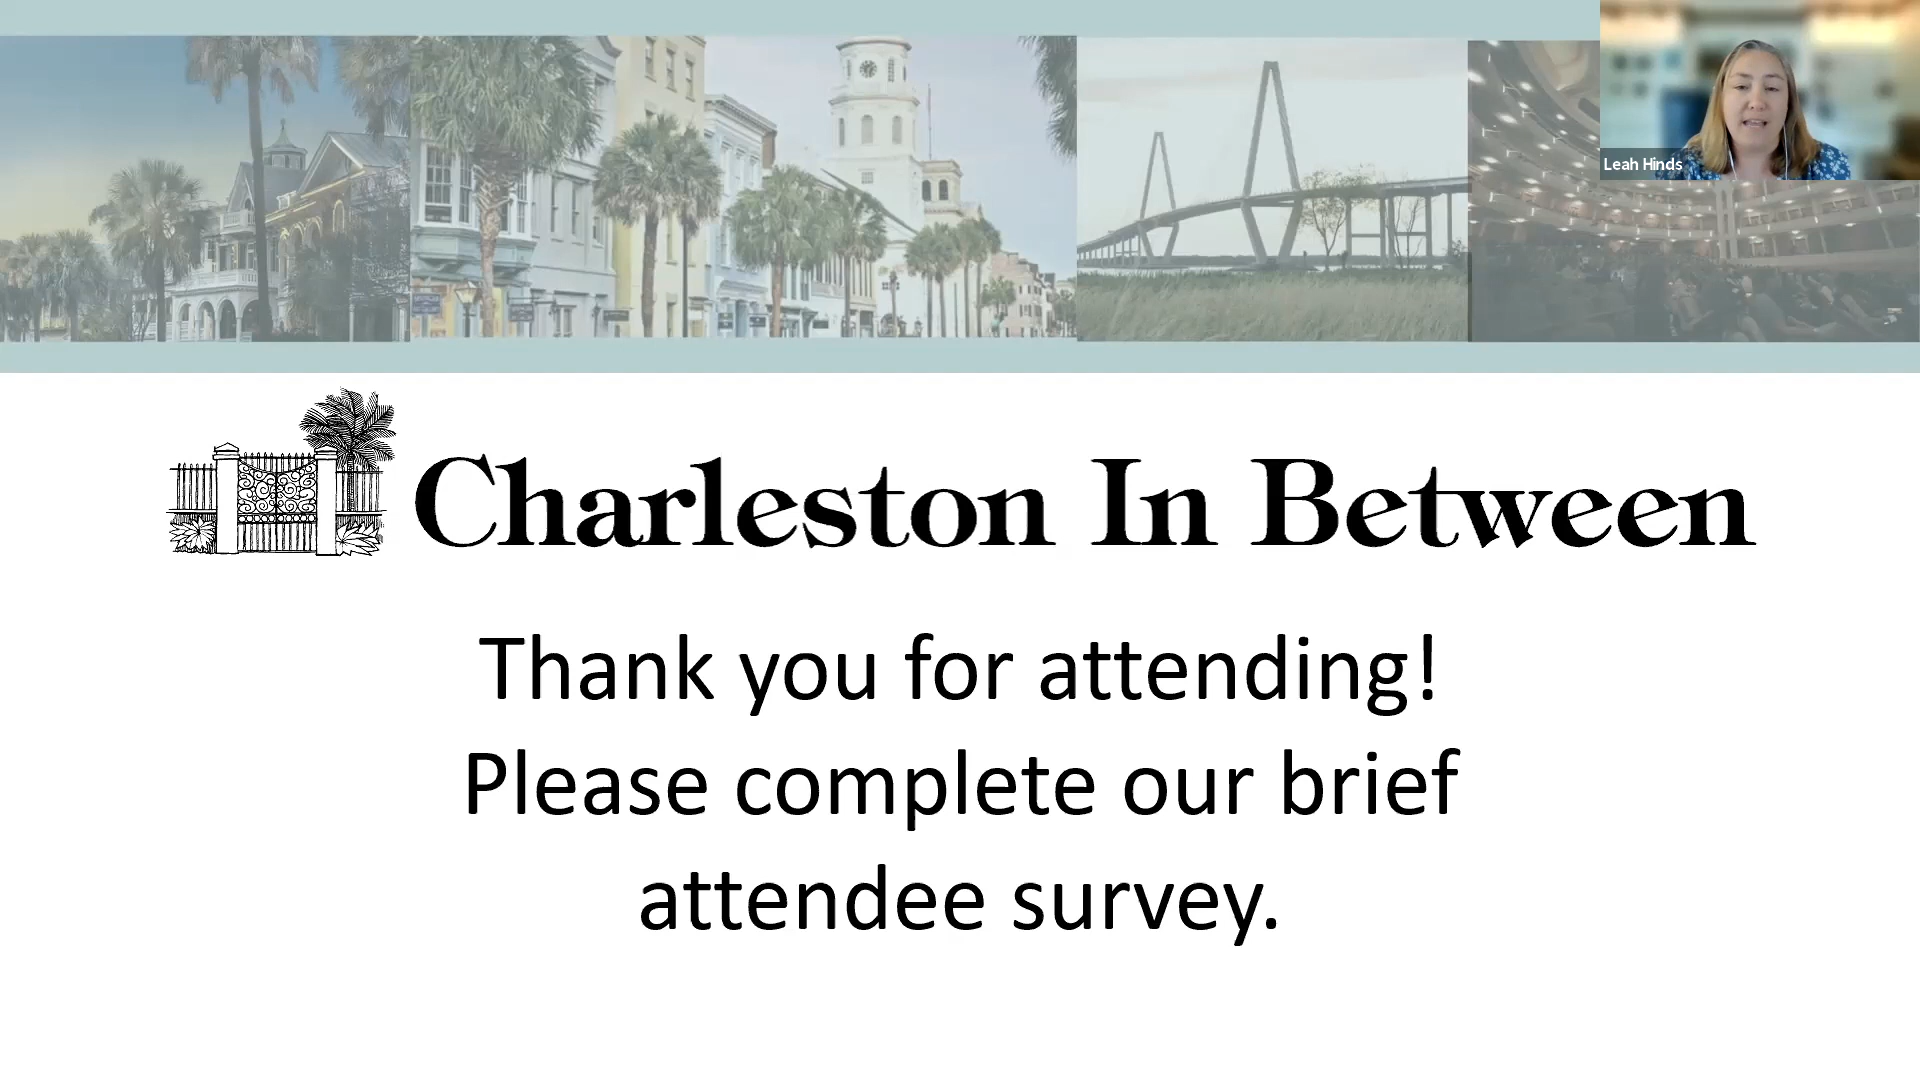 Leah Hinds
Charleston In Between
Thank you for attending!
Please complete our brief
attendee survey.